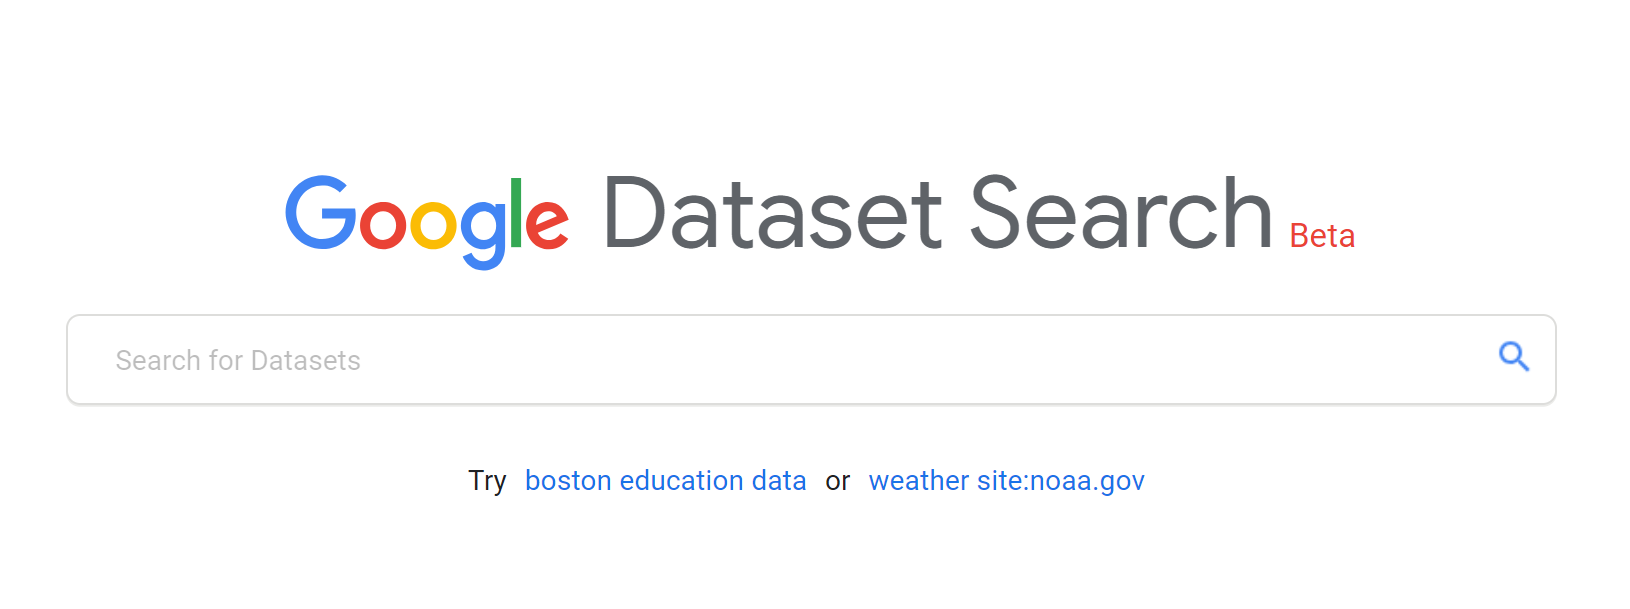 Google Dataset Search Beta
Search for Datasets
Try boston education data or weather site:noaa.gov